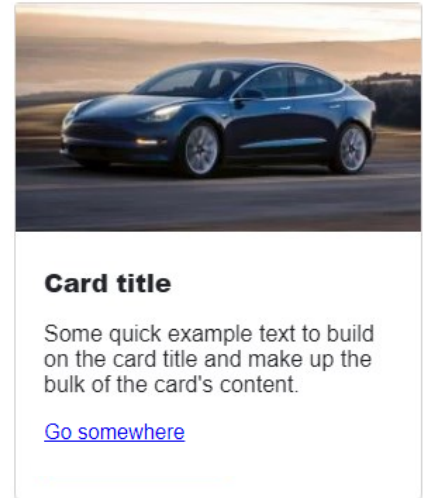 Card title
Some quick example text to build
on the card title and make up the
bulk of the card's content.
Go somewhere